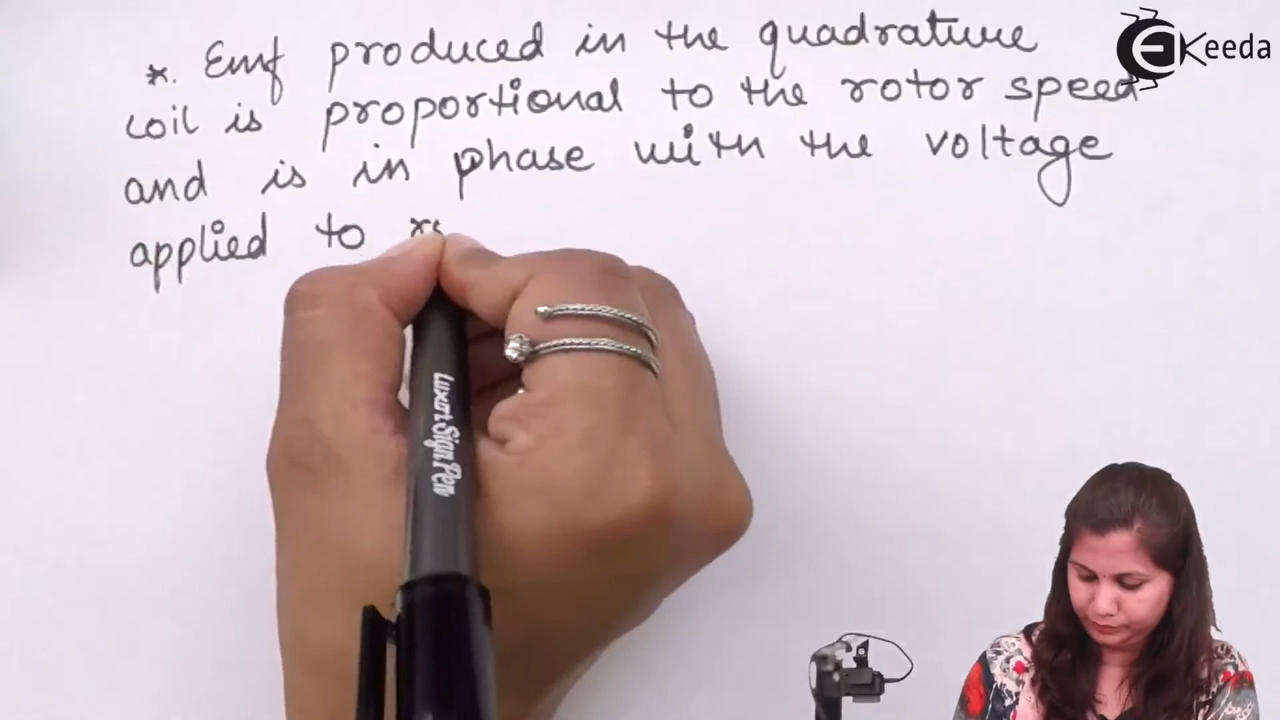 *. Emf produced in the quadrature
coil is proportional to the rotor speed
and is in phase with the voltage
applied to
Keeda
Luxor Sign Pen